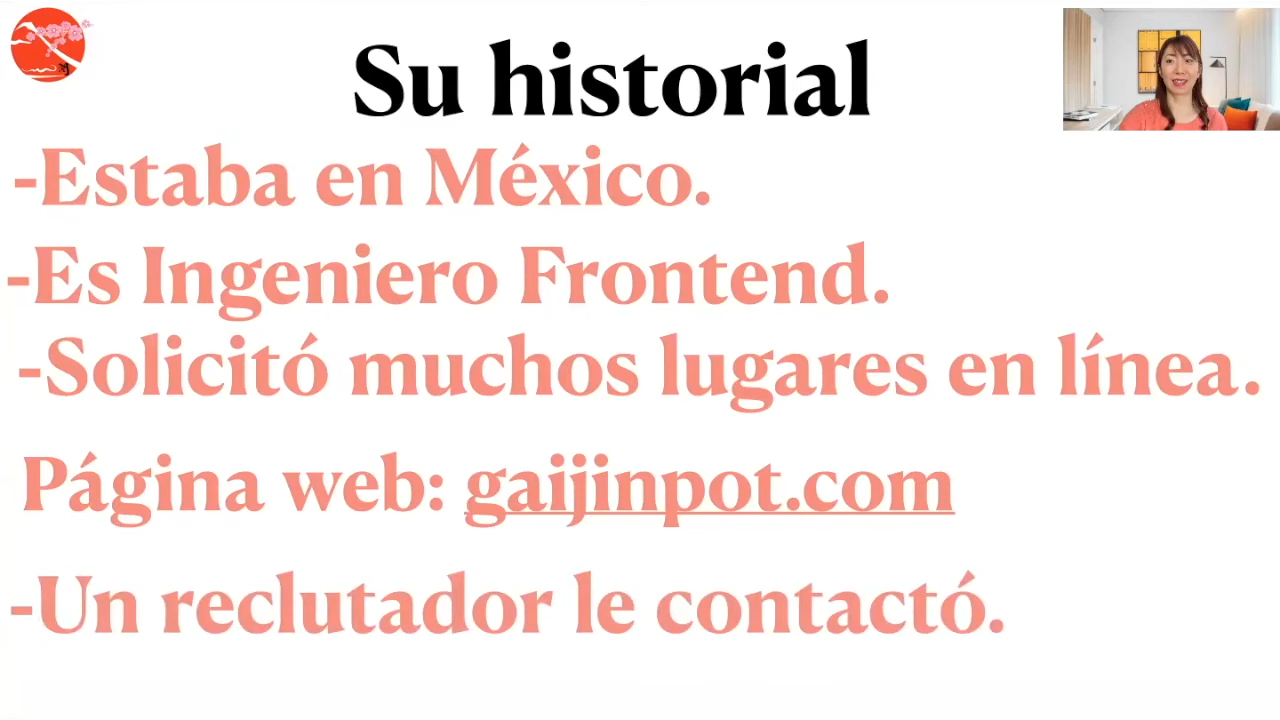 Su historial
-Estaba en México.
-Es Ingeniero Frontend.
-Solicitó muchos lugares en línea.
Página web: gaijinpot.com
-Un reclutador le contactó.